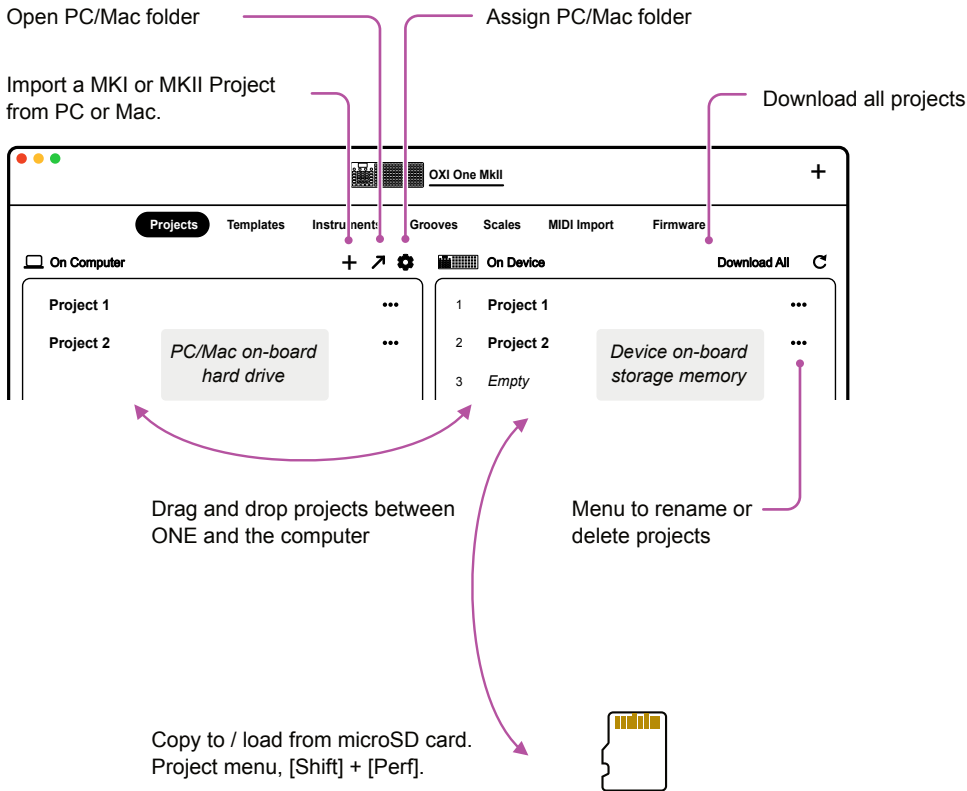 Open PC/Mac folder
Assign PC/Mac folder
Import a MKI or MKII Project
from PC or Mac.
Download all projects
OXI One MkII
+
Projects Templates Instruments Grooves Scales MIDI Import Firmware
On Computer
+
On Device
Download All
Project 1
•••
1 Project 1
•••
Project 2
•••
2 Project 2
•••
3 Empty
PC/Mac on-board
hard drive
Device on-board
storage memory
Drag and drop projects between
ONE and the computer
Menu to rename or
delete projects
Copy to / load from microSD card.
Project menu, [Shift] + [Perf].